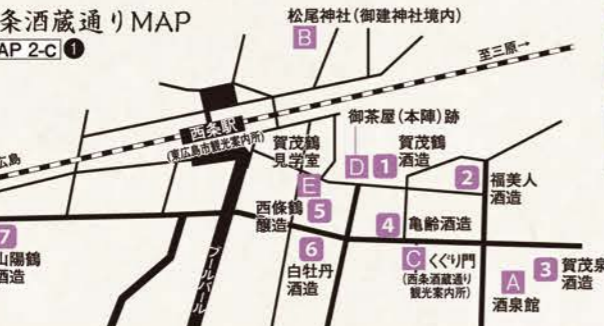 条酒蔵通りMAP
AP 2-C 1
松尾神社(御建神社境内)
B
至三原→
西条駅
(東広島市観光案内所)
広島
御茶屋(本陣)跡
賀茂鶴
見学室
D
1
賀茂鶴
酒造
2
福美人
酒造
E
西條鶴
醸造
5
4
亀齢酒造
7
山陽鶴
酒造
ブールバール
6
白牡丹
酒造
C
くぐり門
(西条酒蔵通り
観光案内所)
A
酒泉館
3
賀茂泉
酒造